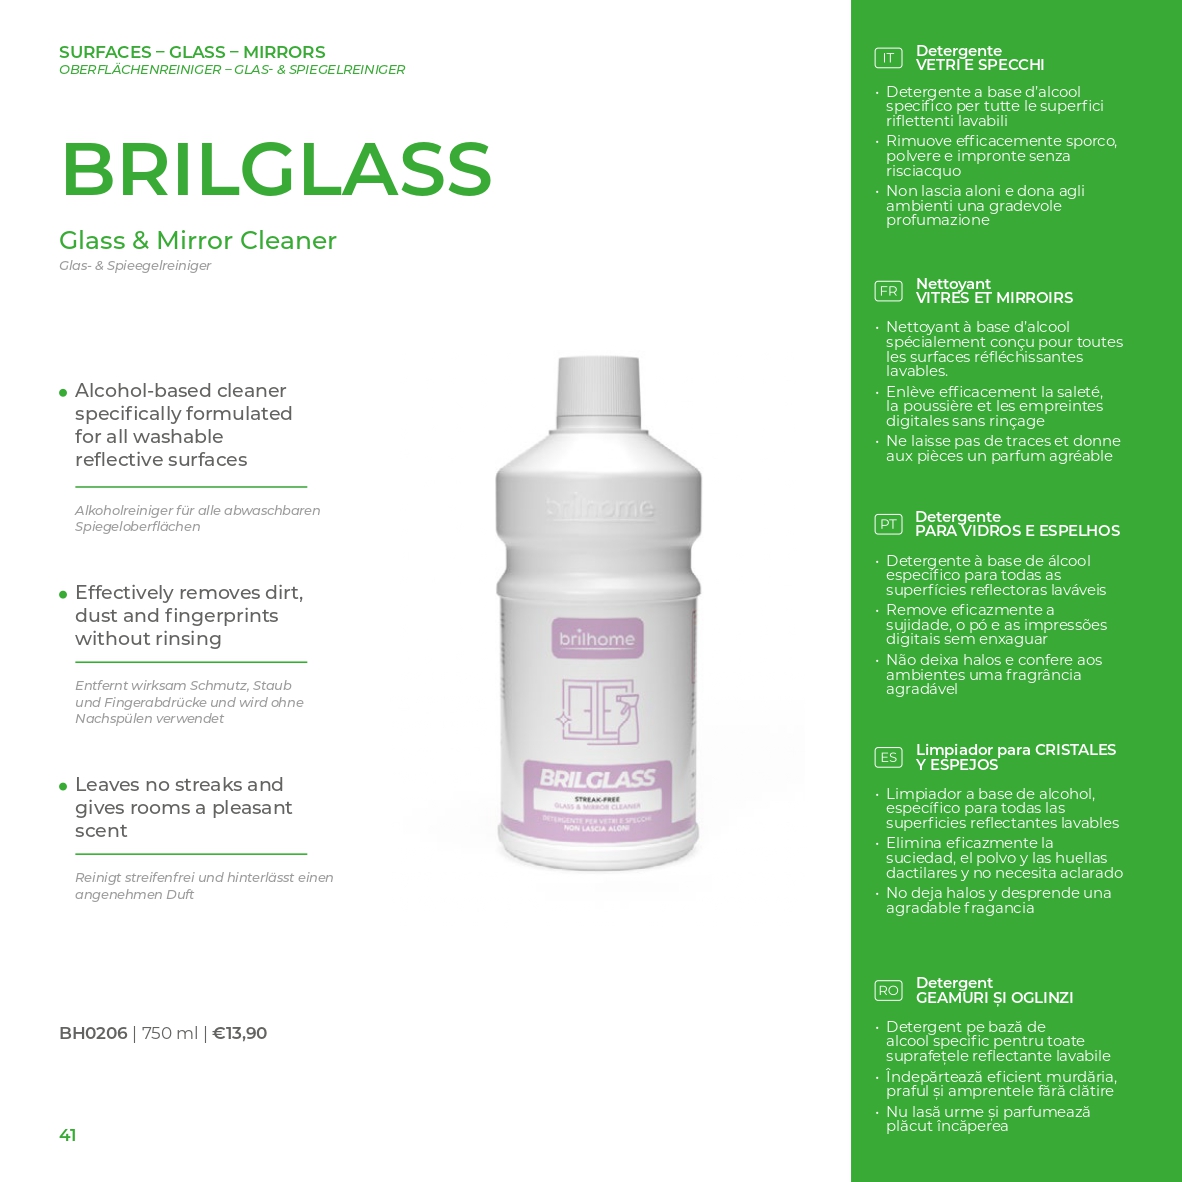 SURFACES – GLASS – MIRRORS
OBERFLÄCHENREINIGER – GLAS- & SPIEGELREINIGER
BRILGLASS
Glass & Mirror Cleaner
Glas- & Spieegelreiniger
Alcohol-based cleaner
specifically formulated
for all washable
reflective surfaces
Alkoholreiniger für alle abwaschbaren
Spiegeloberflächen
Effectively removes dirt,
dust and fingerprints
without rinsing
Entfernt wirksam Schmutz, Staub
und Fingerabdrücke und wird ohne
Nachspülen verwendet
Leaves no streaks and
gives rooms a pleasant
scent
Reinigt streifenfrei und hinterlässt einen
angenehmen Duft
brilhome
brilhome
BRILGLASS
STREAK-FREE
GLASS & MIRROR CLEANER
DETERGENTE PER VETRI E SPECCHI
NON LASCIA ALONI
BH0206 | 750 ml | €13,90
41
IT
Detergente
VETRI E SPECCHI
• Detergente a base d'alcool
specifico per tutte le superfici
riflettenti lavabili
• Rimuove efficacemente sporco,
polvere e impronte senza
risciacquo
• Non lascia aloni e dona agli
ambienti una gradevole
profumazione
FR
Nettoyant
VITRES ET MIRROIRS
• Nettoyant à base d'alcool
spécialement conçu pour toutes
les surfaces réfléchissantes
lavables.
• Enlève efficacement la saleté,
la poussière et les empreintes
digitales sans rinçage
• Ne laisse pas de traces et donne
aux pièces un parfum agréable
PT
Detergente
PARA VIDROS E ESPELHOS
• Detergente à base de álcool
específico para todas as
superfícies reflectoras laváveis
• Remove eficazmente a
sujidade, o pó e as impressões
digitais sem enxaguar
• Não deixa halos e confere aos
ambientes uma fragrância
agradável
ES
Limpiador para CRISTALES
Y ESPEJOS
• Limpiador a base de alcohol,
específico para todas las
superficies reflectantes lavables
• Elimina eficazmente la
suciedad, el polvo y las huellas
dactilares y no necesita aclarado
• No deja halos y desprende una
agradable fragancia
RO
Detergent
GEAMURI ȘI OGLINZI
• Detergent pe bază de
alcool specific pentru toate
suprafețele reflectante lavabile
• Îndepărtează eficient murdăria,
praful și amprentele fără clătire
• Nu lasă urme și parfumează
plăcut încăperea